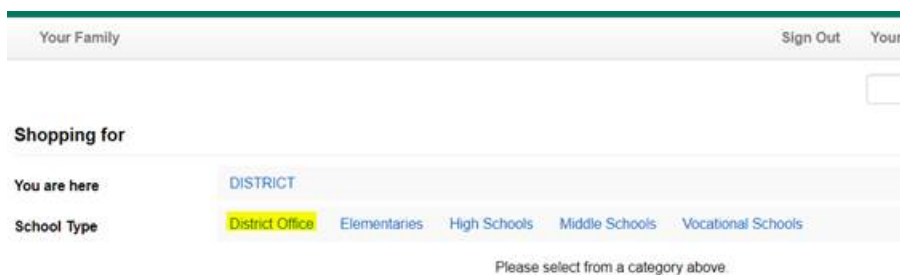 Your Family Sign Out Your
Shopping for
You are here DISTRICT
School Type District Office Elementaries High Schools Middle Schools Vocational Schools
Please select from a category above.